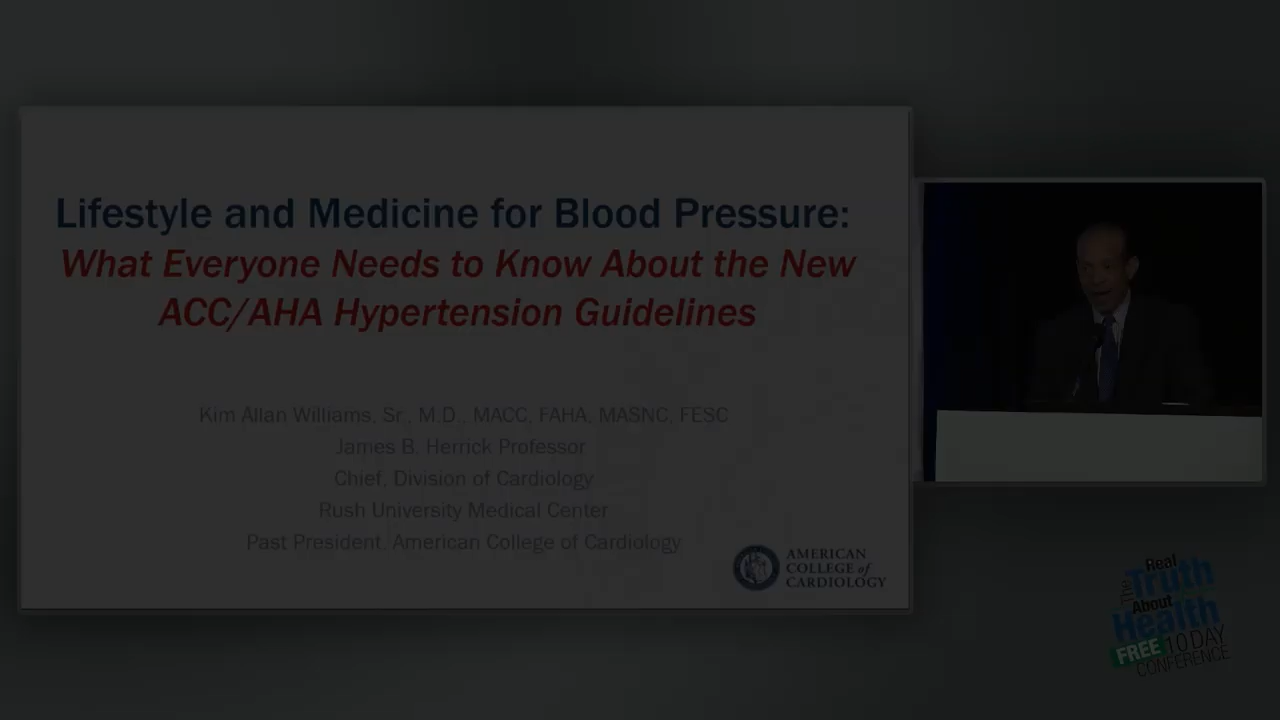 Lifestyle and Medicine for Blood Pressure:
What Everyone Needs to Know About the New
ACC/AHA Hypertension Guidelines
Kim Allan Williams, Sr., M.D., MACC, FAHA, MASNC, FESC
James B. Herrick Professor
Chief, Division of Cardiology
Rush University Medical Center
Past President, American College of Cardiology
AMERICAN
COLLEGE of
CARDIOLOGY
The Real
Truth
About
Health
FREE 10 DAY
CONFERENCE